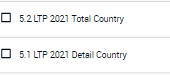 5.2 LTP 2021 Total Country
5.1 LTP 2021 Detail Country